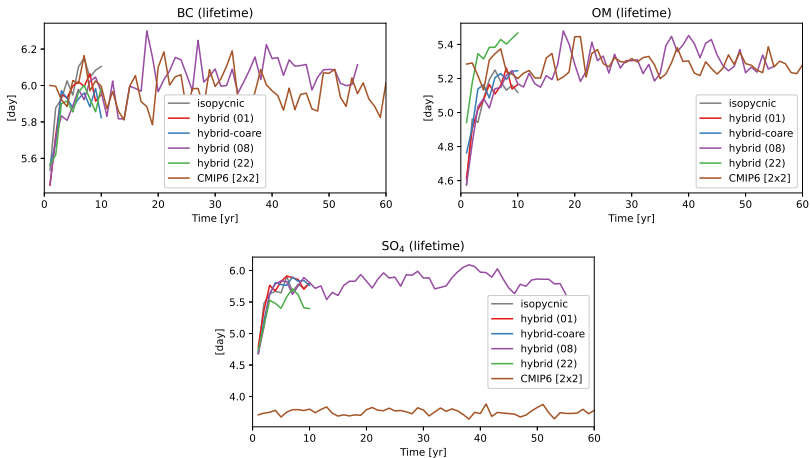 BC (lifetime)
6.2
6.0
5.8
5.6
[day]
isopycnic
hybrid (01)
hybrid-coare
hybrid (08)
hybrid (22)
CMIP6 [2x2]
0 10 20 30 40 50 60
Time [yr]
OM (lifetime)
5.4
5.2
5.0
4.8
4.6
[day]
isopycnic
hybrid (01)
hybrid-coare
hybrid (08)
hybrid (22)
CMIP6 [2x2]
0 10 20 30 40 50 60
Time [yr]
SO₄ (lifetime)
6.0
5.5
5.0
4.5
4.0
[day]
isopycnic
hybrid (01)
hybrid-coare
hybrid (08)
hybrid (22)
CMIP6 [2x2]
0 10 20 30 40 50 60
Time [yr]